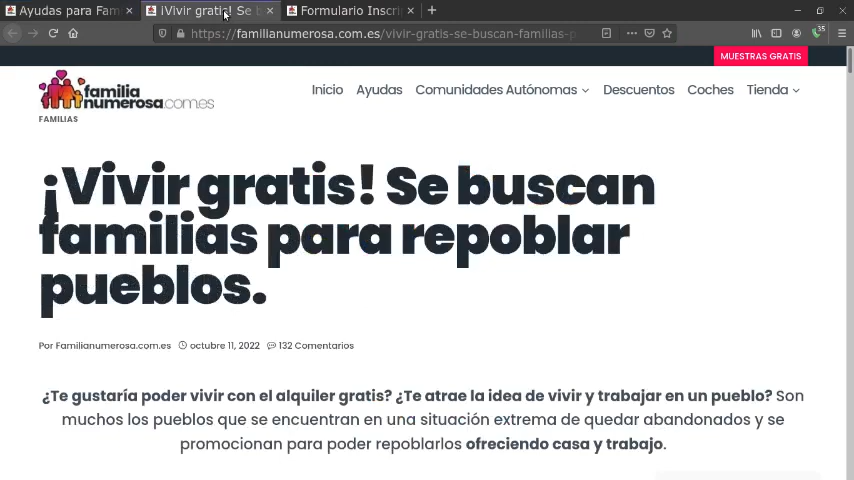 Ayudas para Fam
¡Vivir gratis! Se b
Formulario Inscri
https://familianumerosa.com.es/vivir-gratis-se-buscan-familias-p
35
MUESTRAS GRATIS
familia
numerosa.com.es
Inicio Ayudas Comunidades Autónomas Descuentos Coches Tienda
FAMILIAS
¡Vivir gratis! Se buscan
familias para repoblar
pueblos.
Por Familianumerosa.com.es octubre 11, 2022 132 Comentarios
¿Te gustaría poder vivir con el alquiler gratis? ¿Te atrae la idea de vivir y trabajar en un pueblo? Son
muchos los pueblos que se encuentran en una situación extrema de quedar abandonados y se
promocionan para poder repoblarlos ofreciendo casa y trabajo.